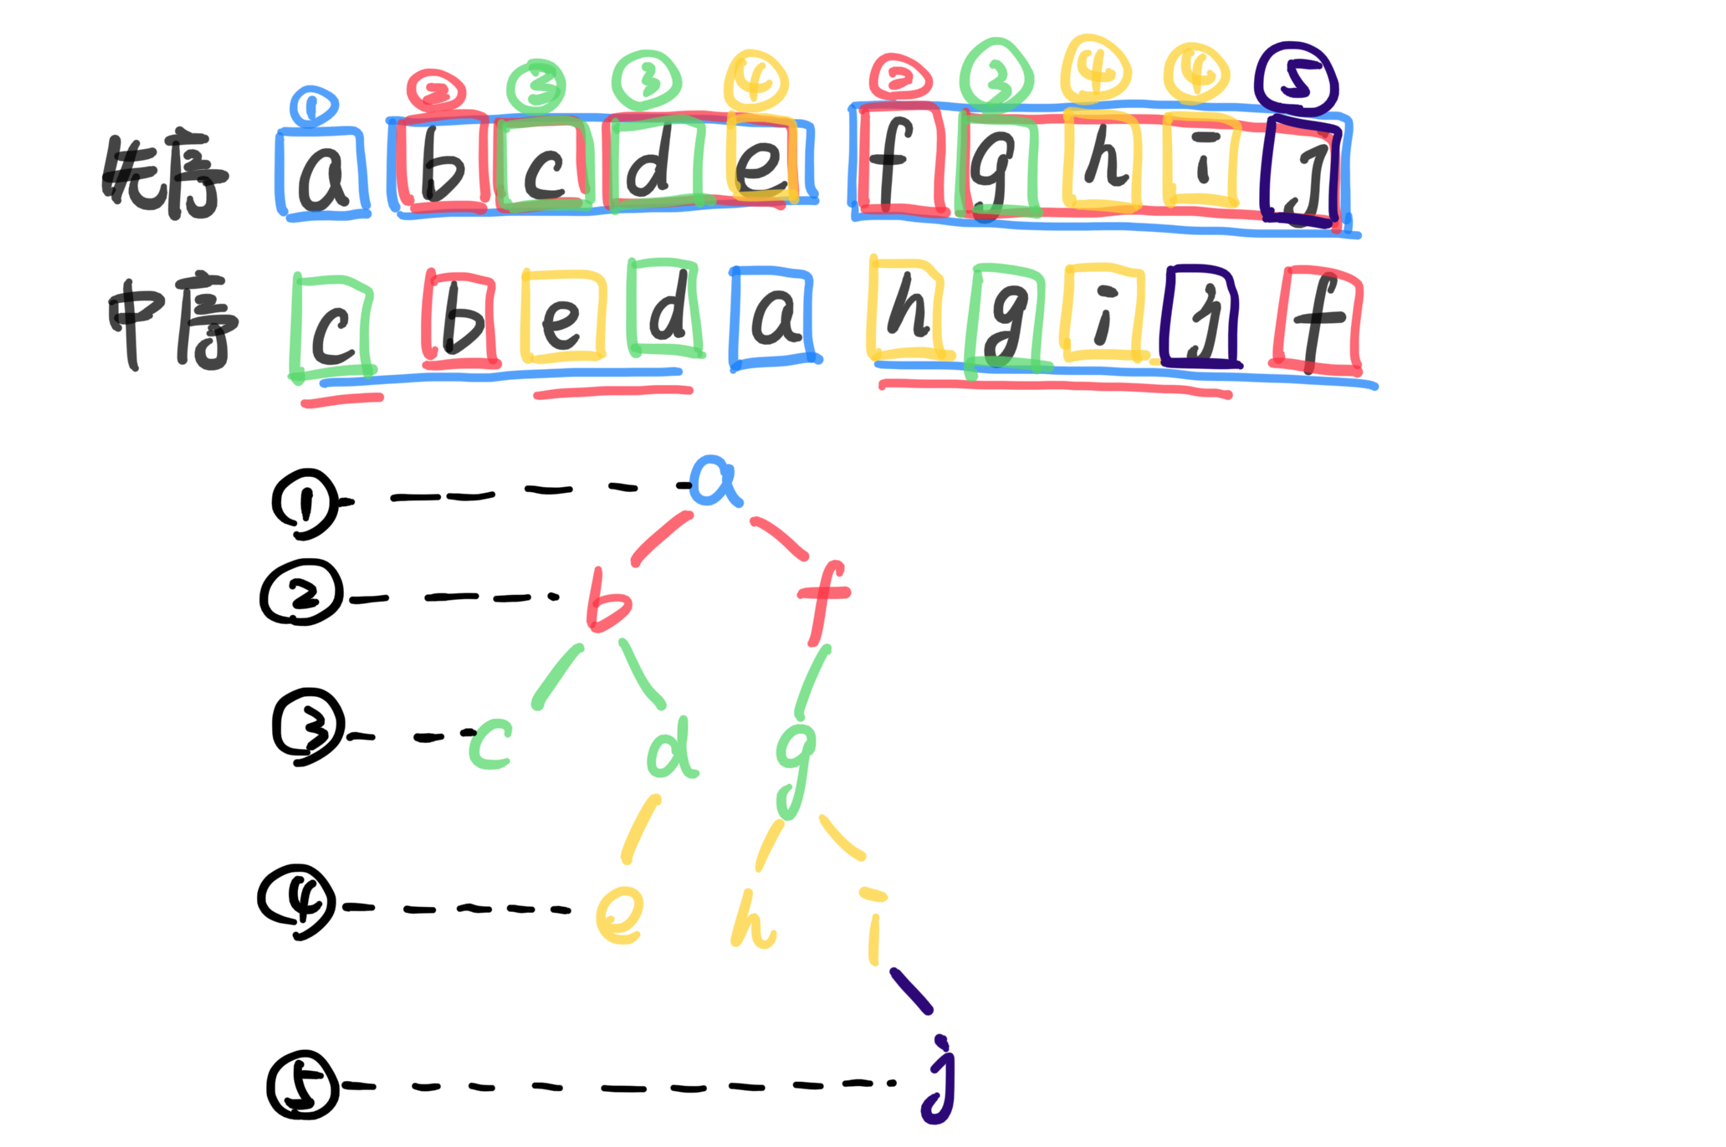 ① ② ③ ③ ④ ② ③ ④ ④ ⑤
先序 a b c d e f g h i j
中序 c b e d a h g i j f
① a
② b f
③ c d g
④ e h i
⑤ j